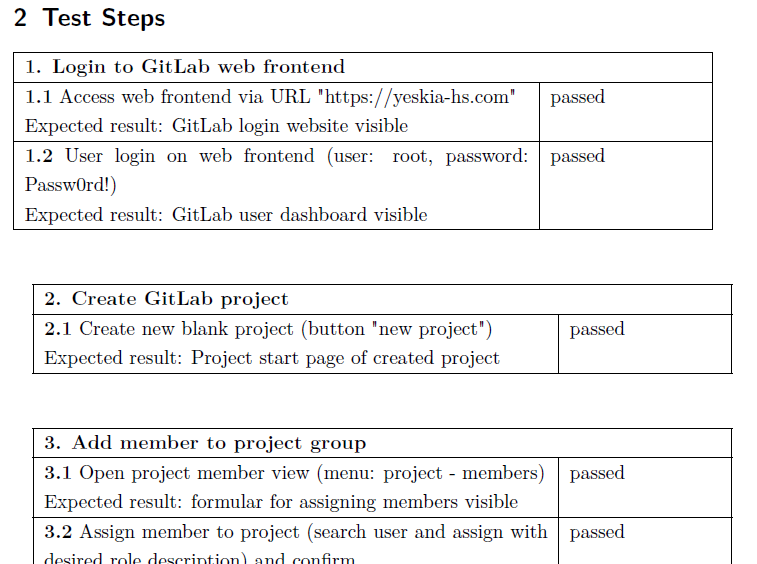 2 Test Steps
1. Login to GitLab web frontend
1.1 Access web frontend via URL "https://yeskia-hs.com" passed
Expected result: GitLab login website visible
1.2 User login on web frontend (user: root, password: passed
Passw0rd!)
Expected result: GitLab user dashboard visible
2. Create GitLab project
2.1 Create new blank project (button "new project") passed
Expected result: Project start page of created project
3. Add member to project group
3.1 Open project member view (menu: project - members) passed
Expected result: formular for assigning members visible
3.2 Assign member to project (search user and assign with passed
desired role description) and confirm